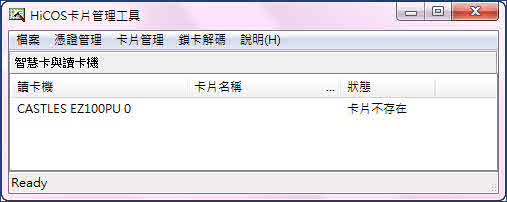 HiCOS卡片管理工具
檔案 憑證管理 卡片管理 鎖卡解碼 說明(H)
智慧卡與讀卡機
讀卡機 卡片名稱 ... 狀態
CASTLES EZ100PU 0 卡片不存在
Ready